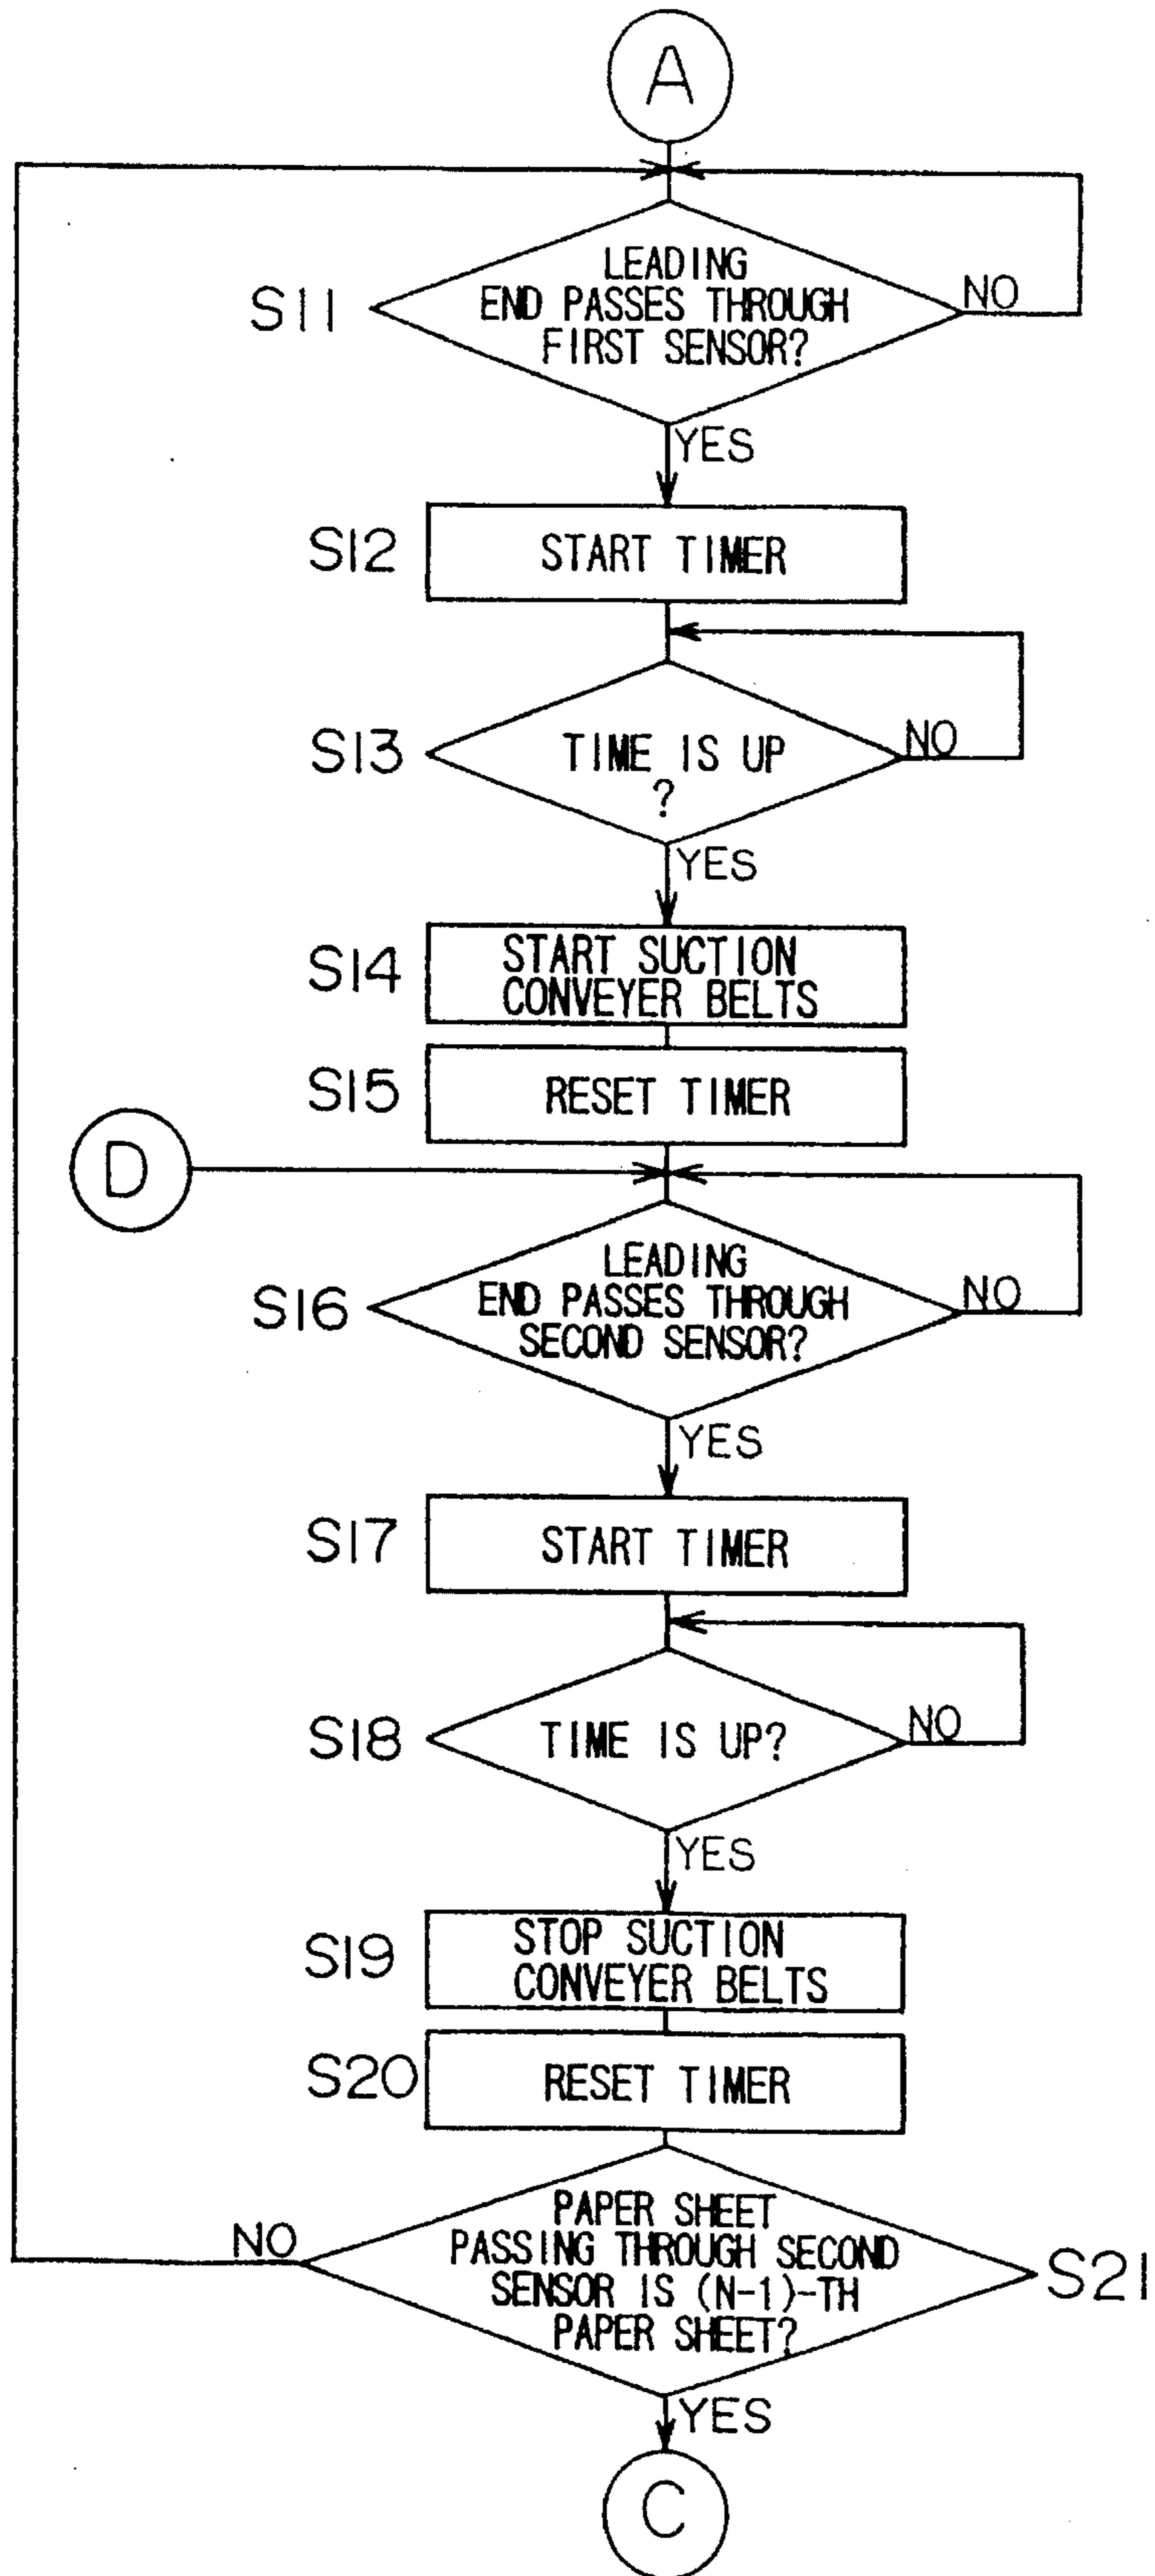 A
S11
LEADING
END PASSES THROUGH
FIRST SENSOR?
NO
YES
S12
START TIMER
S13
TIME IS UP
?
NO
YES
S14
START SUCTION
CONVEYER BELTS
S15
RESET TIMER
D
S16
LEADING
END PASSES THROUGH
SECOND SENSOR?
NO
YES
S17
START TIMER
S18
TIME IS UP?
NO
YES
S19
STOP SUCTION
CONVEYER BELTS
S20
RESET TIMER
NO
PAPER SHEET
PASSING THROUGH SECOND
SENSOR IS (N-1)-TH
PAPER SHEET?
S21
YES
C